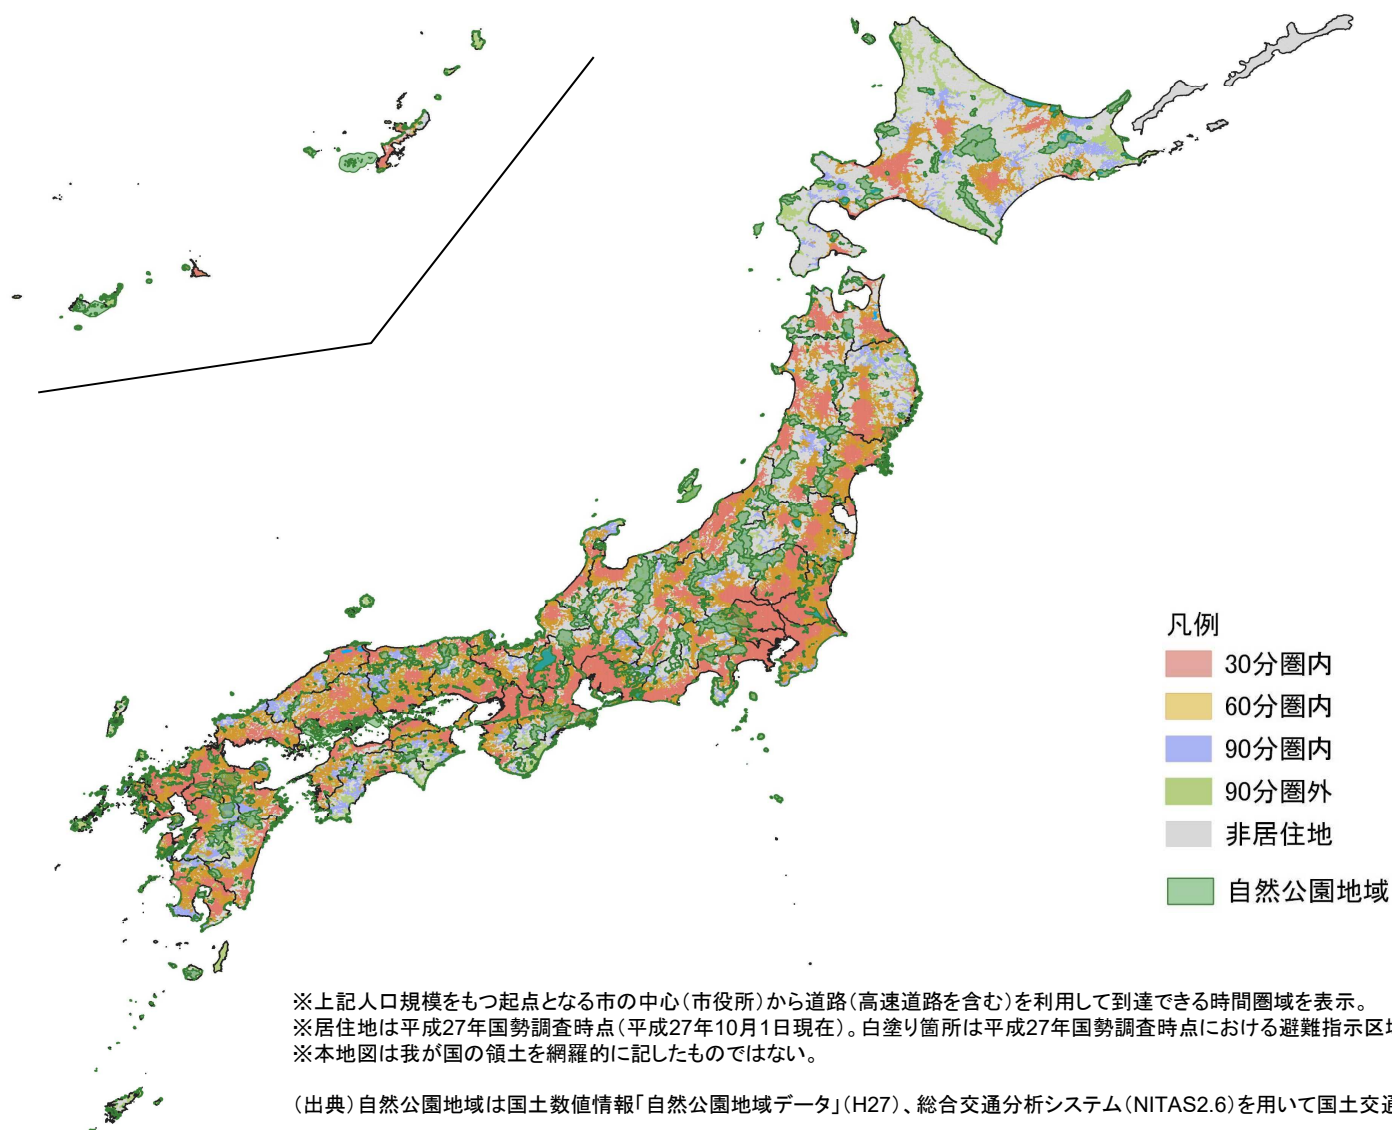 凡例
30分圏内
60分圏内
90分圏内
90分圏外
非居住地
自然公園地域
※上記人口規模をもつ起点となる市の中心(市役所)から道路(高速道路を含む)を利用して到達できる時間圏域を表示。
※居住地は平成27年国勢調査時点(平成27年10月1日現在)。白塗り箇所は平成27年国勢調査時点における避難指示区域
※本地図は我が国の領土を網羅的に記したものではない。
(出典)自然公園地域は国土数値情報「自然公園地域データ」(H27)、総合交通分析システム(NITAS2.6)を用いて国土交通